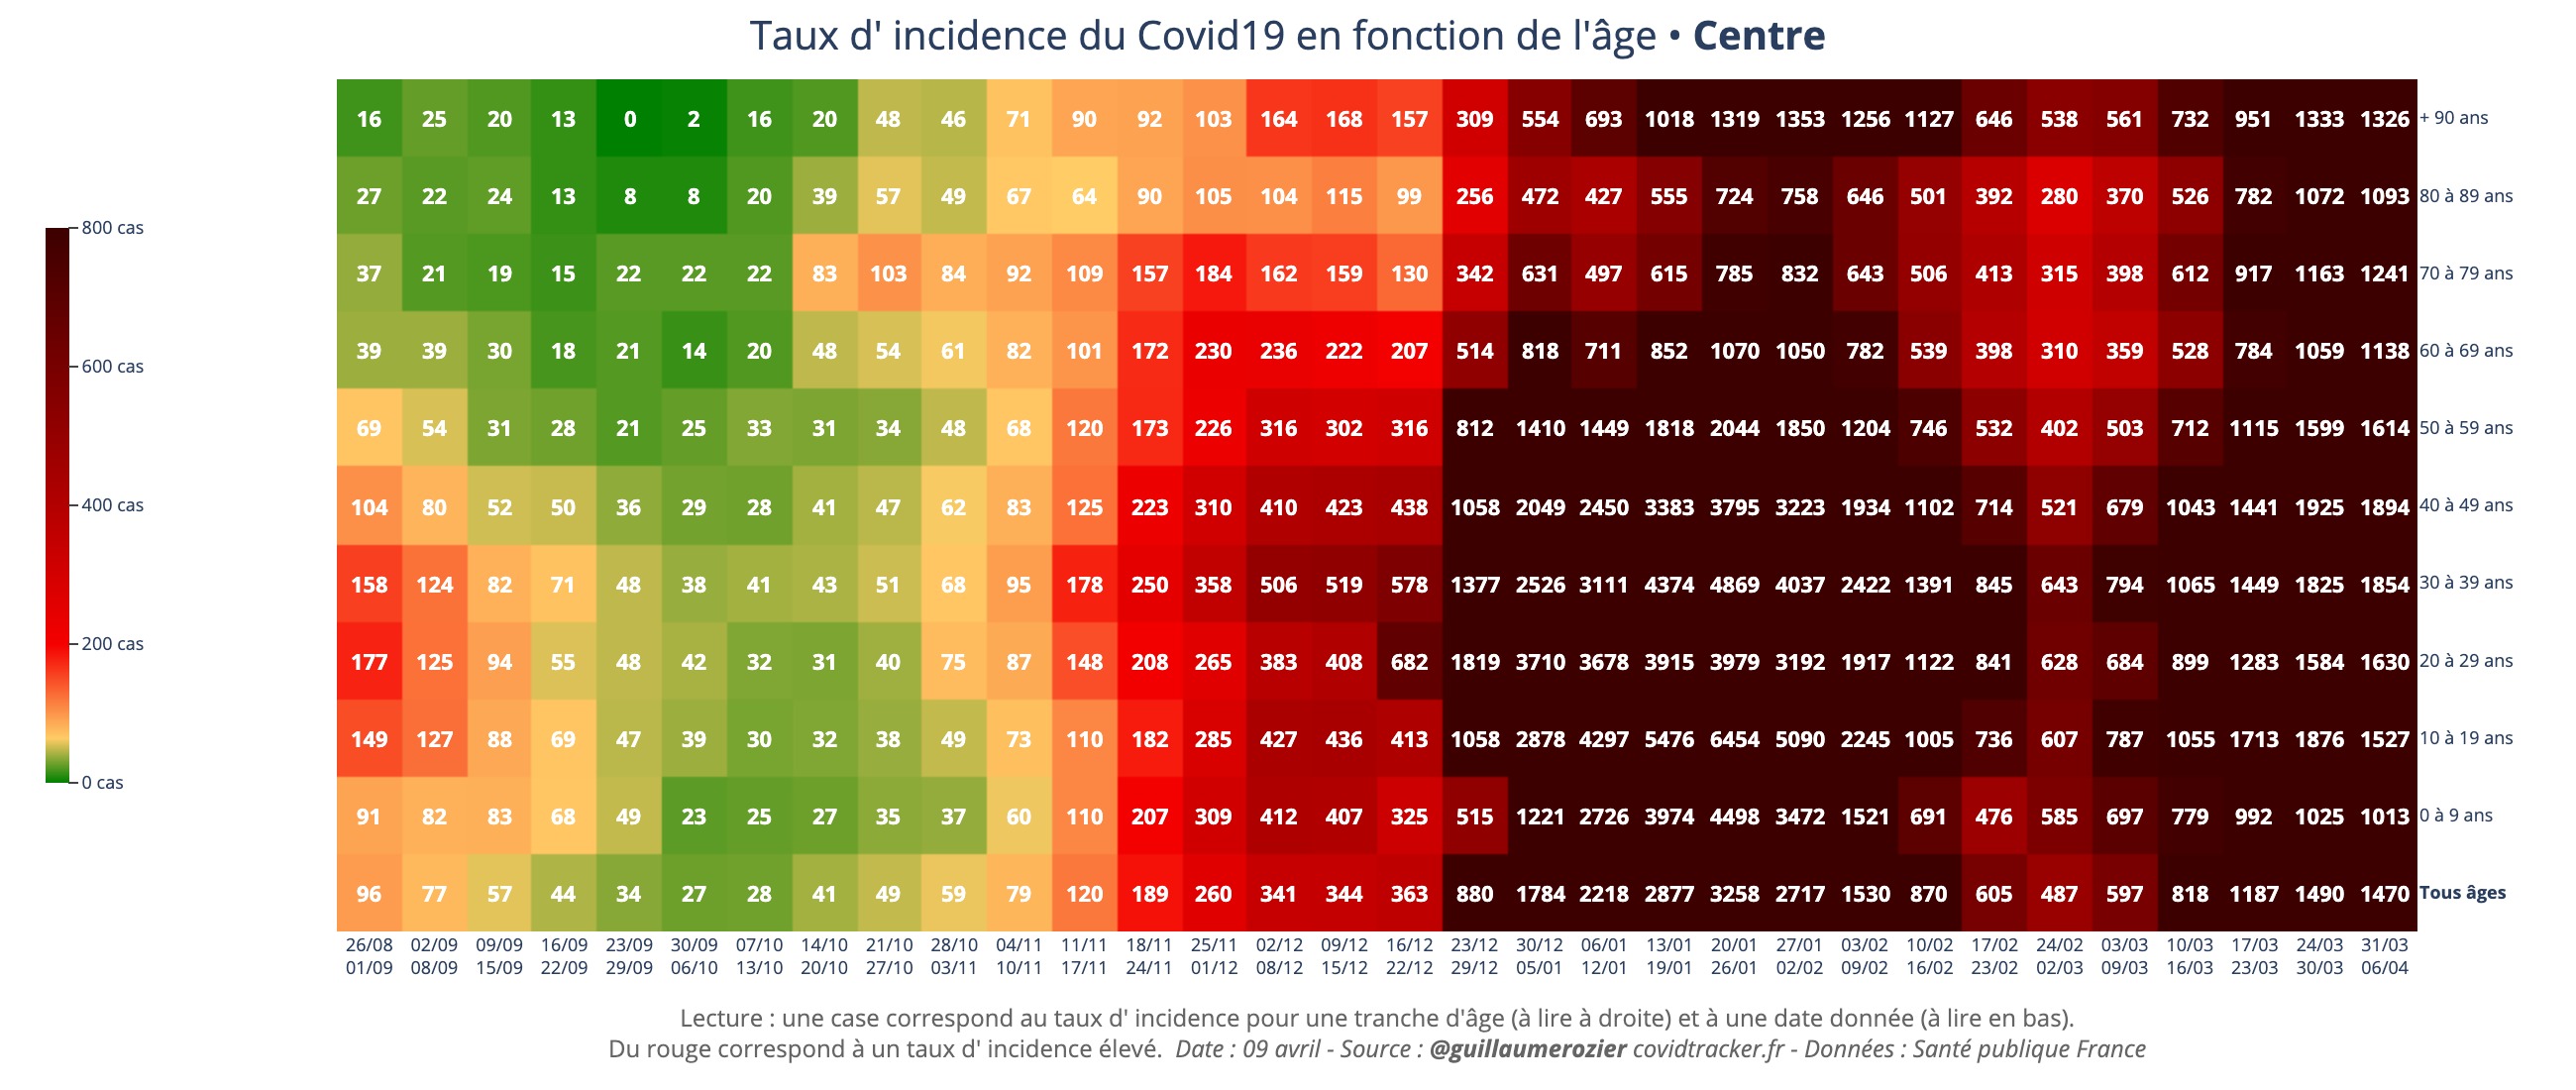 Taux d' incidence du Covid19 en fonction de l'âge • Centre
16 25 20 13 0 2 16 20 48 46 71 90 92 103 164 168 157 309 554 693 1018 1319 1353 1256 1127 646 538 561 732 951 1333 1326 + 90 ans
27 22 24 13 8 8 20 39 57 49 67 64 90 105 104 115 99 256 472 427 555 724 758 646 501 392 280 370 526 782 1072 1093 80 à 89 ans
37 21 19 15 22 22 22 83 103 84 92 109 157 184 162 159 130 342 631 497 615 785 832 643 506 413 315 398 612 917 1163 1241 70 à 79 ans
39 39 30 18 21 14 20 48 54 61 82 101 172 230 236 222 207 514 818 711 852 1070 1050 782 539 398 310 359 528 784 1059 1138 60 à 69 ans
69 54 31 28 21 25 33 31 34 48 68 120 173 226 316 302 316 812 1410 1449 1818 2044 1850 1204 746 532 402 503 712 1115 1599 1614 50 à 59 ans
104 80 52 50 36 29 28 41 47 62 83 125 223 310 410 423 438 1058 2049 2450 3383 3795 3223 1934 1102 714 521 679 1043 1441 1925 1894 40 à 49 ans
158 124 82 71 48 38 41 43 51 68 95 178 250 358 506 519 578 1377 2526 3111 4374 4869 4037 2422 1391 845 643 794 1065 1449 1825 1854 30 à 39 ans
177 125 94 55 48 42 32 31 40 75 87 148 208 265 383 408 682 1819 3710 3678 3915 3979 3192 1917 1122 841 628 684 899 1283 1584 1630 20 à 29 ans
149 127 88 69 47 39 30 32 38 49 73 110 182 285 427 436 413 1058 2878 4297 5476 6454 5090 2245 1005 736 607 787 1055 1713 1876 1527 10 à 19 ans
91 82 83 68 49 23 25 27 35 37 60 110 207 309 412 407 325 515 1221 2726 3974 4498 3472 1521 691 476 585 697 779 992 1025 1013 0 à 9 ans
96 77 57 44 34 27 28 41 49 59 79 120 189 260 341 344 363 880 1784 2218 2877 3258 2717 1530 870 605 487 597 818 1187 1490 1470 Tous âges
26/08 02/09 09/09 16/09 23/09 30/09 07/10 14/10 21/10 28/10 04/11 11/11 18/11 25/11 02/12 09/12 16/12 23/12 30/12 06/01 13/01 20/01 27/01 03/02 10/02 17/02 24/02 03/03 10/03 17/03 24/03 31/03
01/09 08/09 15/09 22/09 29/09 06/10 13/10 20/10 27/10 03/11 10/11 17/11 24/11 01/12 08/12 15/12 22/12 29/12 05/01 12/01 19/01 26/01 02/02 09/02 16/02 23/02 02/03 09/03 16/03 23/03 30/03 06/04
800 cas
600 cas
400 cas
200 cas
0 cas
Lecture : une case correspond au taux d' incidence pour une tranche d'âge (à lire à droite) et à une date donnée (à lire en bas).
Du rouge correspond à un taux d' incidence élevé. Date : 09 avril - Source : @guillaumerozier covidtracker.fr - Données : Santé publique France